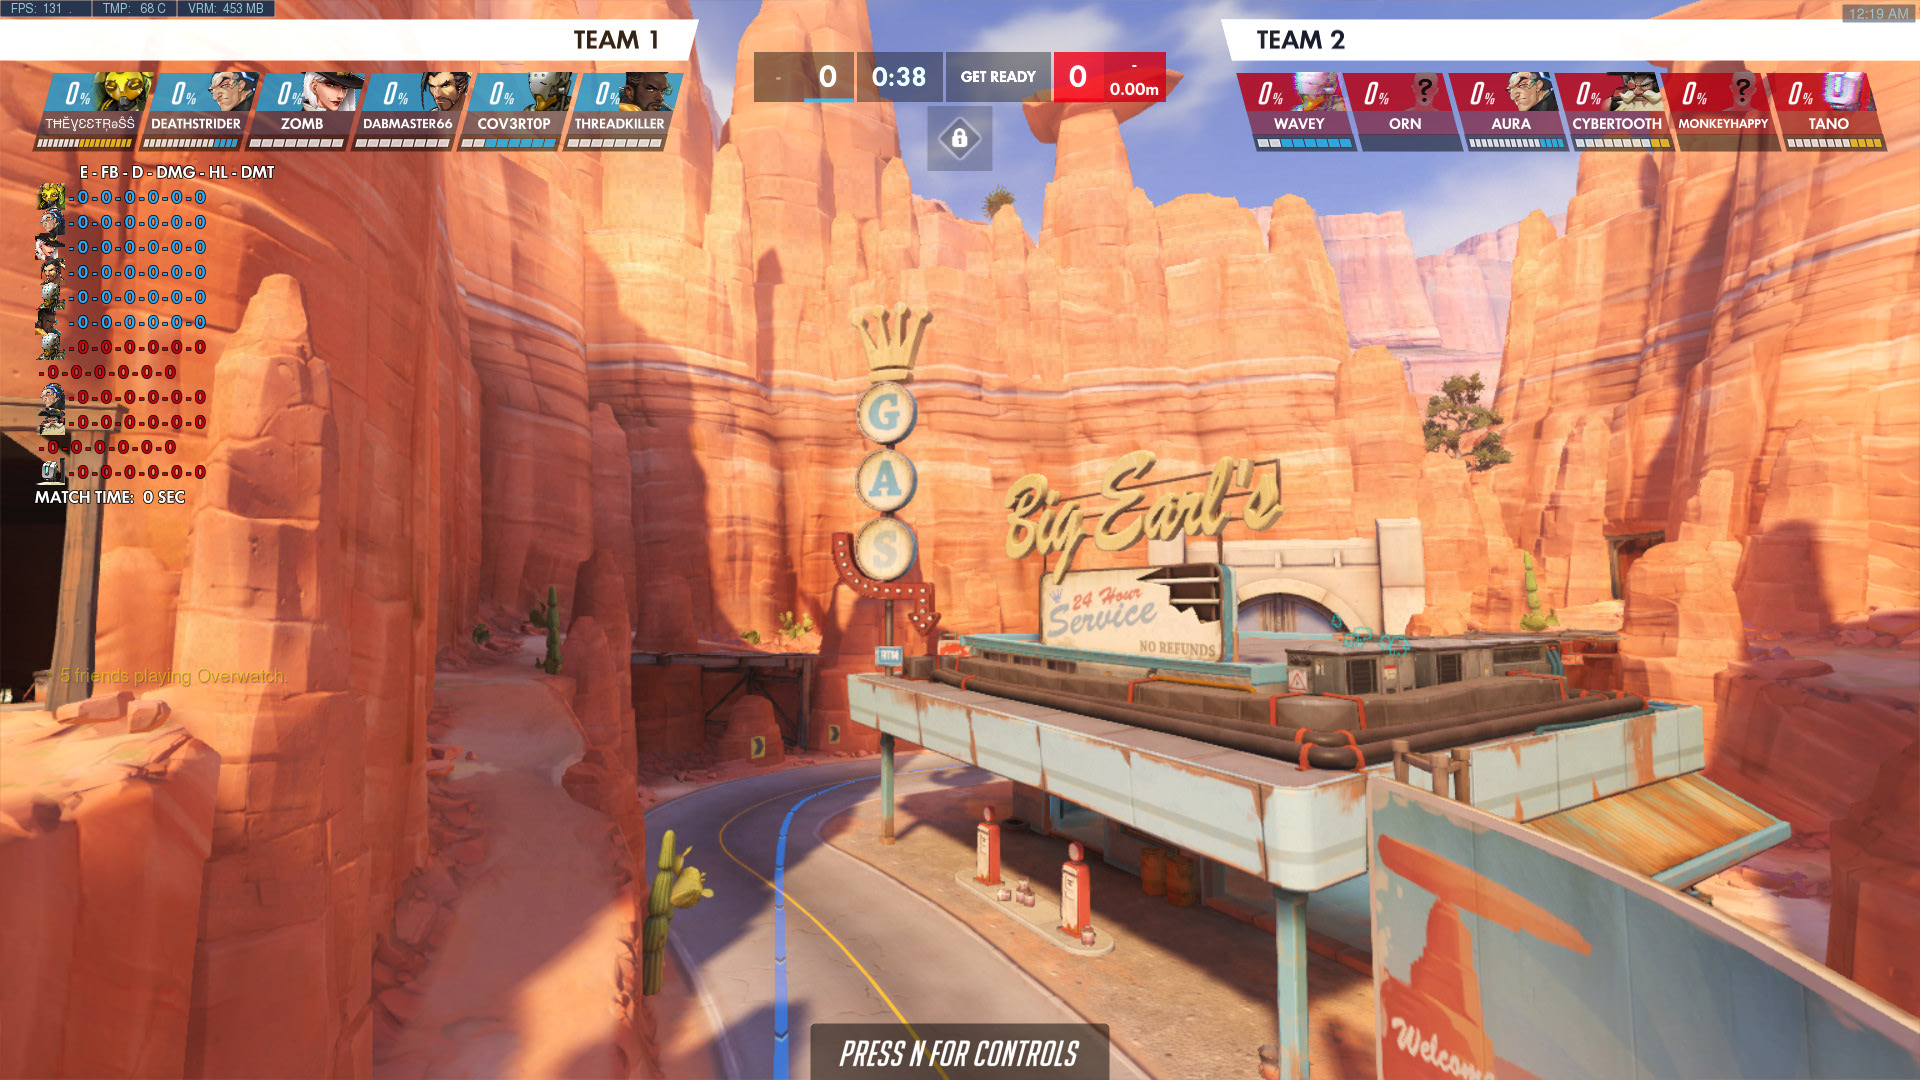 FPS: 131 . TMP: 68 C VRM: 453 MB
12:19 AM
TEAM 1
TEAM 2
0 0:38 GET READY 0 -
0.00m
0% 0% 0% 0% 0% 0%
DEATHSTRIDER ZOMB DABMASTER66 COV3RT0P THREADKILLER
0% 0% ? 0% 0% 0% ? 0%
WAVEY ORN AURA CYBERTOOTH MONKEYHAPPY TANO
E - FB - D - DMG - HL - DMT
- 0 - 0 - 0 - 0 - 0 - 0
- 0 - 0 - 0 - 0 - 0 - 0
- 0 - 0 - 0 - 0 - 0 - 0
- 0 - 0 - 0 - 0 - 0 - 0
- 0 - 0 - 0 - 0 - 0 - 0
- 0 - 0 - 0 - 0 - 0 - 0
- 0 - 0 - 0 - 0 - 0 - 0
- 0 - 0 - 0 - 0 - 0 - 0
- 0 - 0 - 0 - 0 - 0 - 0
- 0 - 0 - 0 - 0 - 0 - 0
- 0 - 0 - 0 - 0 - 0 - 0
- 0 - 0 - 0 - 0 - 0 - 0
MATCH TIME: 0 SEC
GAS
Big Earl's
24 Hour
Service
NO REFUNDS
ATM
5 friends playing Overwatch.
Welcome
PRESS N FOR CONTROLS